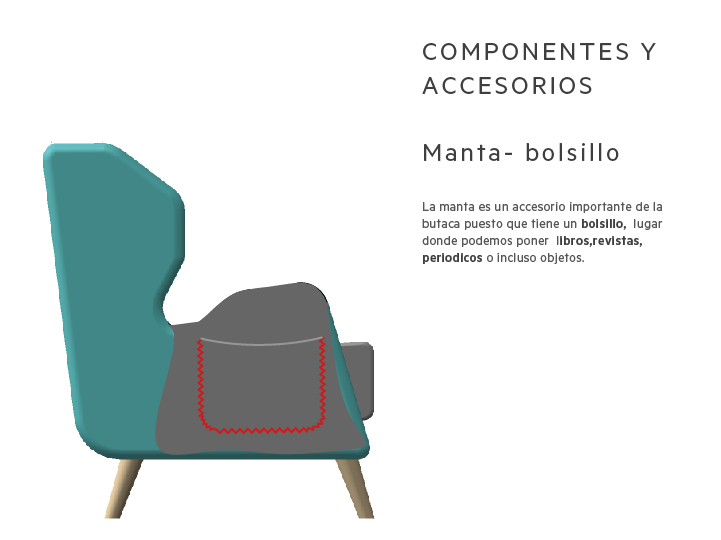 COMPONENTES Y
ACCESORIOS
Manta- bolsillo
La manta es un accesorio importante de la
butaca puesto que tiene un bolsillo, lugar
donde podemos poner libros,revistas,
periodicos o incluso objetos.